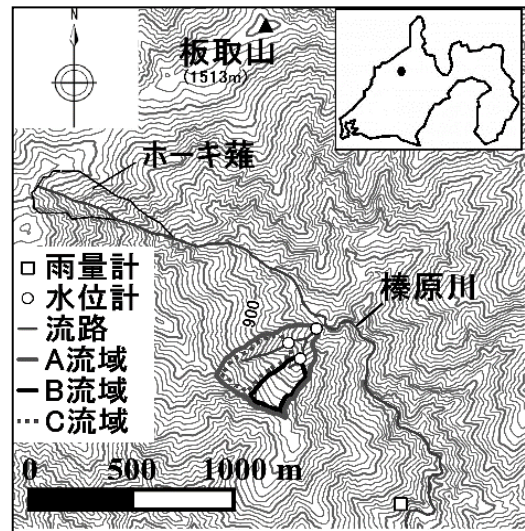 N
板取山
(1513m)
ホーキ薙
榛原川
900
雨量計
水位計
流路
A流域
B流域
C流域
0 500 1000 m